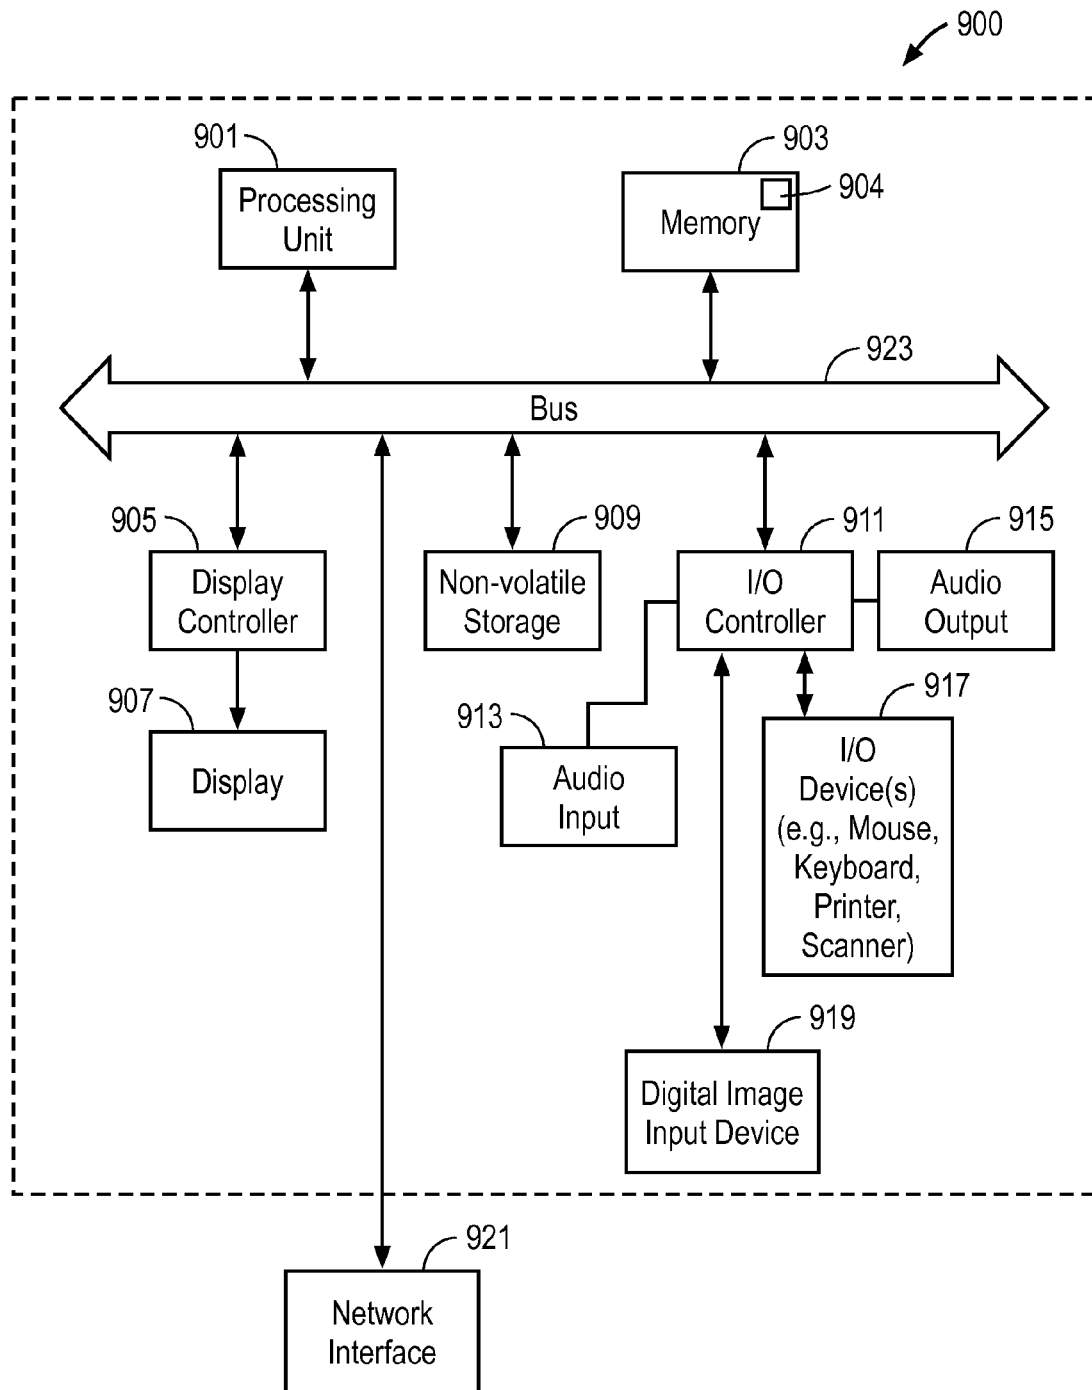 900
901
Processing
Unit
903
904
Memory
923
Bus
905
Display
Controller
909
Non-volatile
Storage
911
I/O
Controller
915
Audio
Output
907
Display
913
Audio
Input
917
I/O
Device(s)
(e.g., Mouse,
Keyboard,
Printer,
Scanner)
919
Digital Image
Input Device
921
Network
Interface